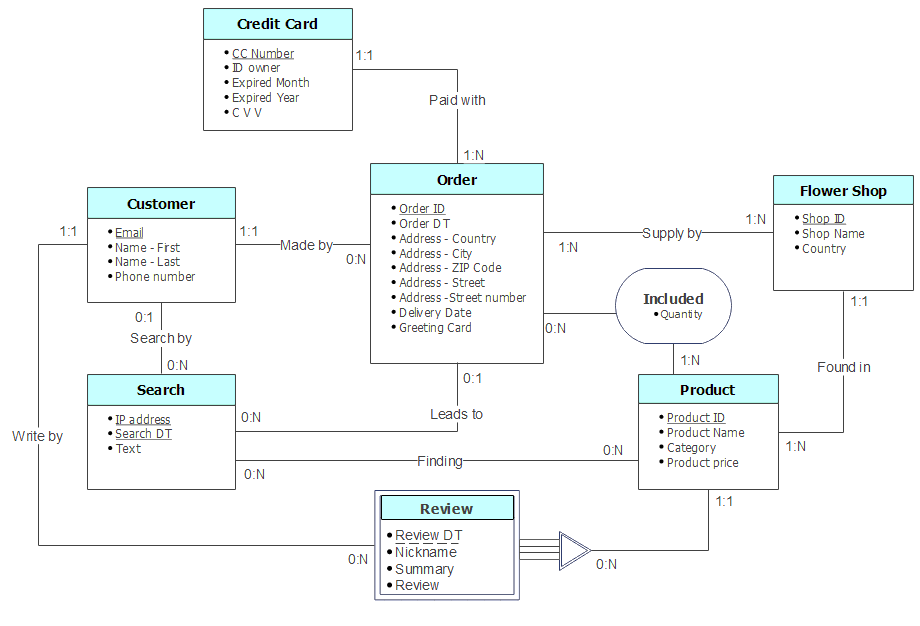 Credit Card
CC Number
ID owner
Expired Month
Expired Year
C V V
1:1
Paid with
1:N
Order
Order ID
Order DT
Address - Country
Address - City
Address - ZIP Code
Address - Street
Address -Street number
Delivery Date
Greeting Card
Customer
Email
Name - First
Name - Last
Phone number
1:1
1:1
Made by
0:N
Flower Shop
Shop ID
Shop Name
Country
1:N
Supply by
1:N
Included
Quantity
0:N
1:N
1:1
Found in
1:N
0:1
Search by
0:N
Search
IP address
Search DT
Text
0:N
Leads to
0:1
0:N
Finding
0:N
Product
Product ID
Product Name
Category
Product price
1:1
Write by
0:N
Review
Review DT
Nickname
Summary
Review
0:N